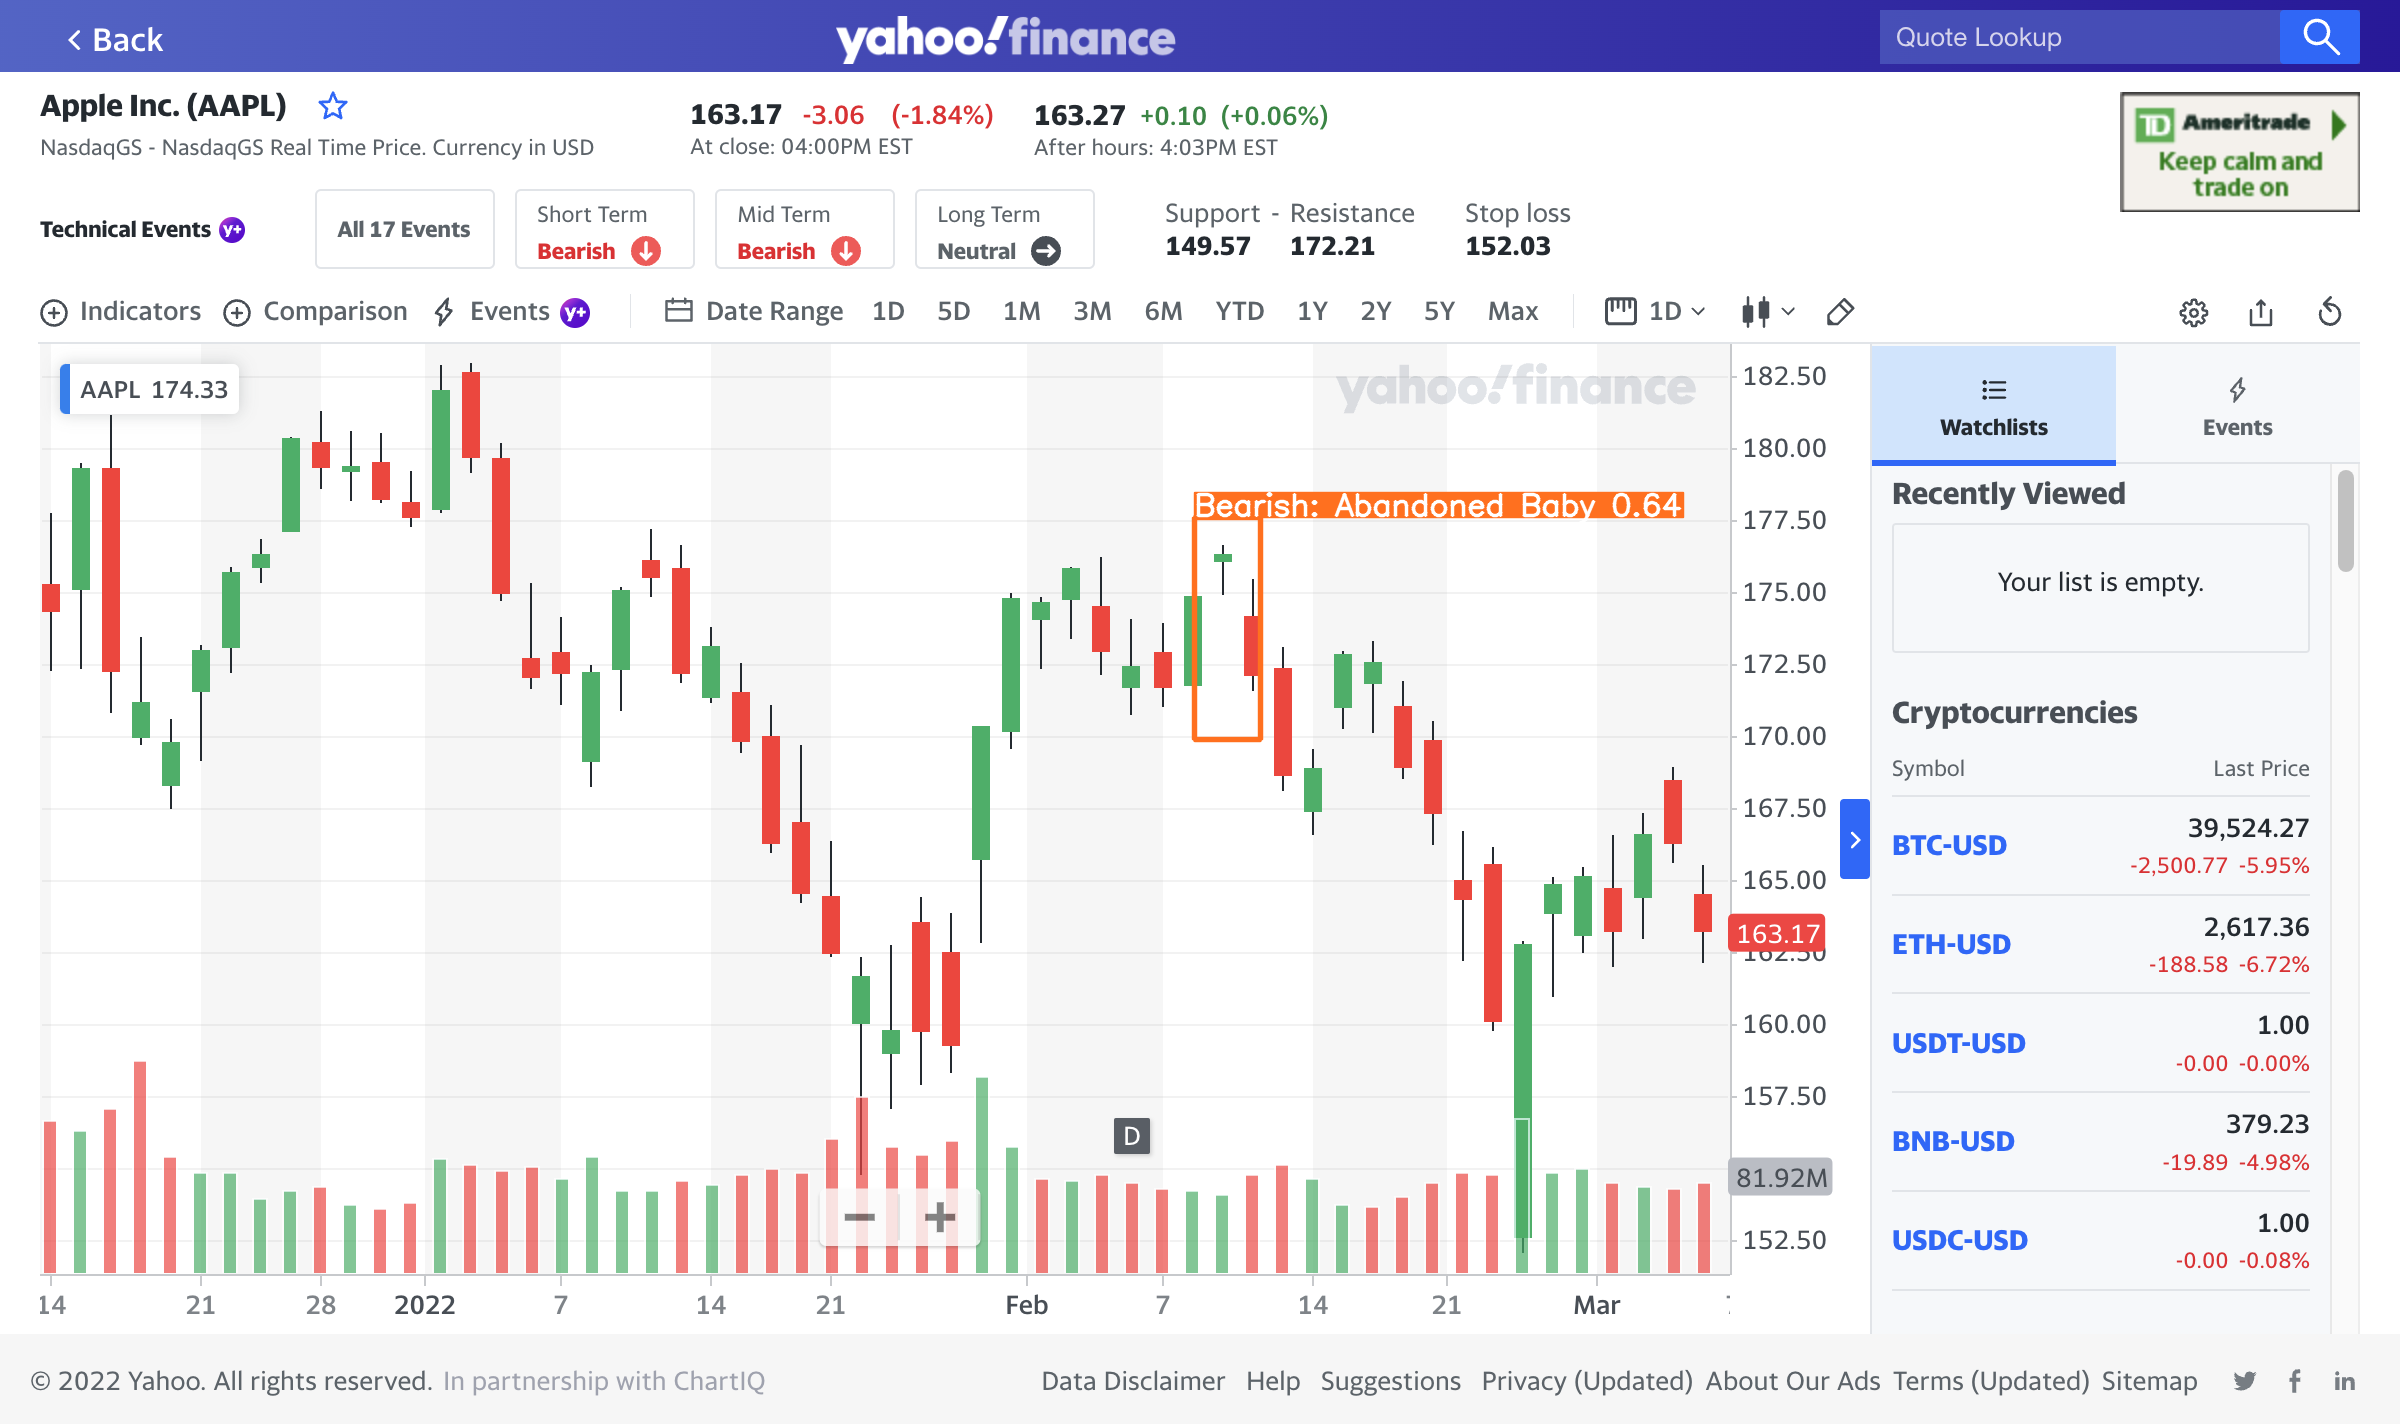 Back
yahoo!finance
Quote Lookup
Apple Inc. (AAPL)
NasdaqGS - NasdaqGS Real Time Price. Currency in USD
163.17 -3.06 (-1.84%)
At close: 04:00PM EST
163.27 +0.10 (+0.06%)
After hours: 4:03PM EST
TD Ameritrade
Keep calm and
trade on
Technical Events y+
All 17 Events
Short Term
Bearish
Mid Term
Bearish
Long Term
Neutral
Support - Resistance
149.57 172.21
Stop loss
152.03
Indicators Comparison Events y+ Date Range 1D 5D 1M 3M 6M YTD 1Y 2Y 5Y Max 1D
AAPL 174.33
yahoo!finance
Bearish: Abandoned Baby 0.64
182.50
180.00
177.50
175.00
172.50
170.00
167.50
165.00
163.17
162.50
160.00
157.50
81.92M
152.50
D
14 21 28 2022 7 14 21 Feb 7 14 21 Mar
Watchlists
Events
Recently Viewed
Your list is empty.
Cryptocurrencies
Symbol Last Price
BTC-USD 39,524.27
-2,500.77 -5.95%
ETH-USD 2,617.36
-188.58 -6.72%
USDT-USD 1.00
-0.00 -0.00%
BNB-USD 379.23
-19.89 -4.98%
USDC-USD 1.00
-0.00 -0.08%
© 2022 Yahoo. All rights reserved. In partnership with ChartIQ
Data Disclaimer Help Suggestions Privacy (Updated) About Our Ads Terms (Updated) Sitemap